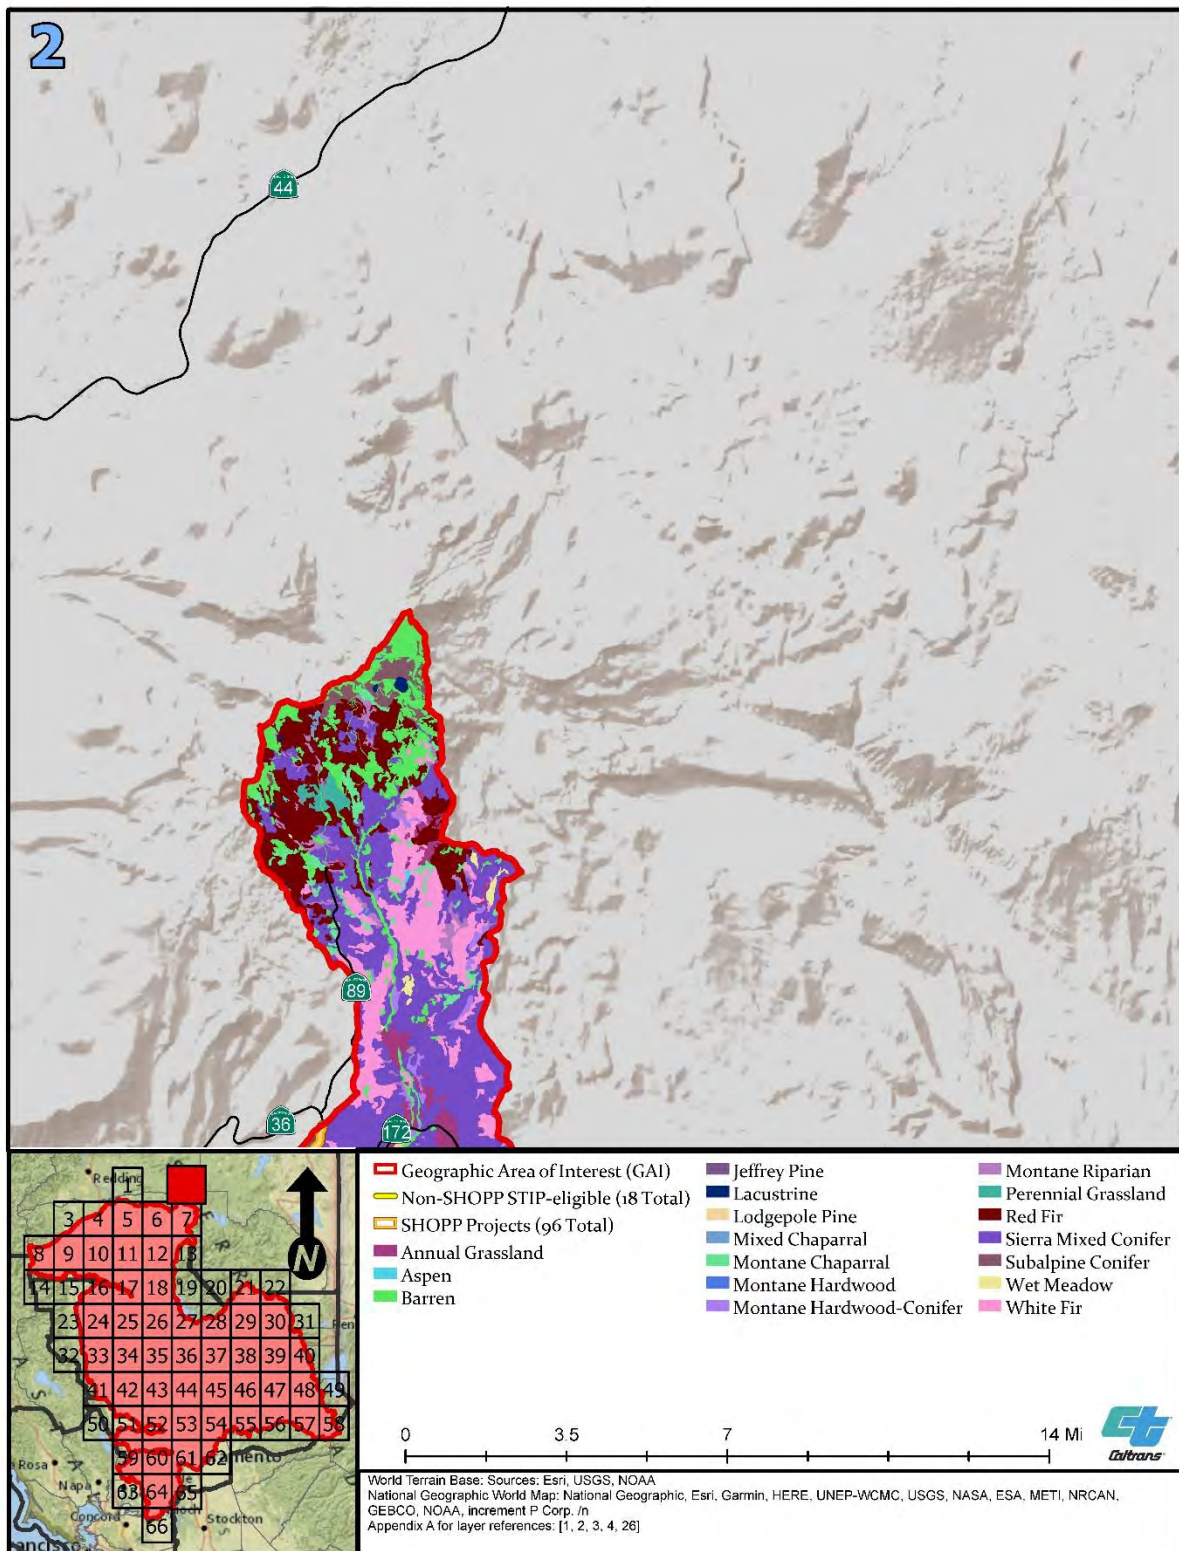 2
44
89
36
172
Redding
1
3 4 5 6 7
8 9 10 11 12 13
14 15 16 17 18 19 20 21 22
23 24 25 26 27 28 29 30 31
32 33 34 35 36 37 38 39 40
41 42 43 44 45 46 47 48 49
50 51 52 53 54 55 56 57 58
59 60 61 62
63 64 65
66
Rosa
Napa
Concord
Stockton
N
Geographic Area of Interest (GAI)
Non-SHOPP STIP-eligible (18 Total)
SHOPP Projects (96 Total)
Annual Grassland
Aspen
Barren
Jeffrey Pine
Lacustrine
Lodgepole Pine
Mixed Chaparral
Montane Chaparral
Montane Hardwood
Montane Hardwood-Conifer
Montane Riparian
Perennial Grassland
Red Fir
Sierra Mixed Conifer
Subalpine Conifer
Wet Meadow
White Fir
0 3.5 7 14 Mi
Caltrans
World Terrain Base: Sources: Esri, USGS, NOAA
National Geographic World Map: National Geographic, Esri, Garmin, HERE, UNEP-WCMC, USGS, NASA, ESA, METI, NRCAN,
GEBCO, NOAA, increment P Corp. /n
Appendix A for layer references: [1, 2, 3, 4, 26]